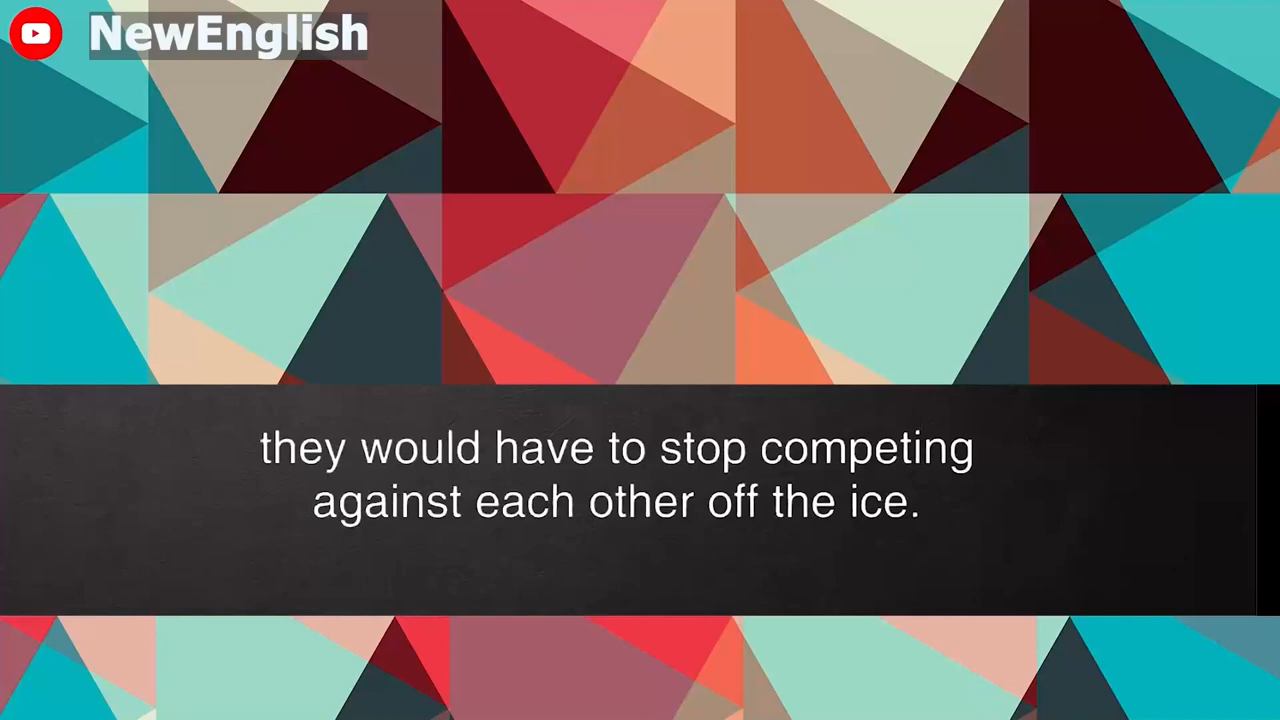 NewEnglish
they would have to stop competing
against each other off the ice.